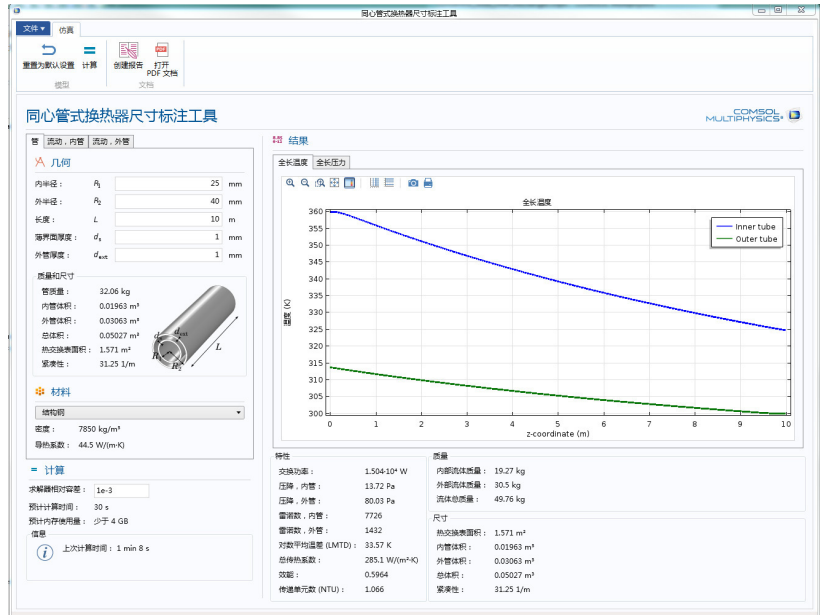 同心管式换热器尺寸标注工具
文件▼ 仿真
重置为默认设置 计算 创建报告 打开 PDF 文档
模型 文档
同心管式换热器尺寸标注工具
COMSOL
MULTIPHYSICS®
管 流动，内管 流动，外管
几何
内半径： R₁ 25 mm
外半径： R₂ 40 mm
长度： L 10 m
薄界面厚度： dₛ 1 mm
外管厚度： d_ext 1 mm
质量和尺寸
管质量： 32.06 kg
内管体积： 0.01963 m³
外管体积： 0.03063 m³
总体积： 0.05027 m³
热交换表面积： 1.571 m²
紧凑性： 31.25 1/m
d_ext
L
R₂
材料
结构钢
密度： 7850 kg/m³
导热系数： 44.5 W/(m·K)
计算
求解器相对容差： 1e-3
预计计算时间： 30 s
预计内存使用量： 少于 4 GB
信息
上次计算时间： 1 min 8 s
结果
全长温度 全长压力
全长温度
360
355
350
345
340
335
330
325
320
315
310
305
300
温度 (K)
Inner tube
Outer tube
0 1 2 3 4 5 6 7 8 9 10
z-coordinate (m)
特性
交换功率： 1.504·10⁴ W
压降，内管： 13.72 Pa
压降，外管： 80.03 Pa
雷诺数，内管： 7726
雷诺数，外管： 1432
对数平均温差 (LMTD)： 33.57 K
总传热系数： 285.1 W/(m²·K)
效能： 0.5964
传递单元数 (NTU)： 1.066
质量
内部流体质量： 19.27 kg
外部流体质量： 30.5 kg
流体总质量： 49.76 kg
尺寸
热交换表面积： 1.571 m²
内管体积： 0.01963 m³
外管体积： 0.03063 m³
总体积： 0.05027 m³
紧凑性： 31.25 1/m